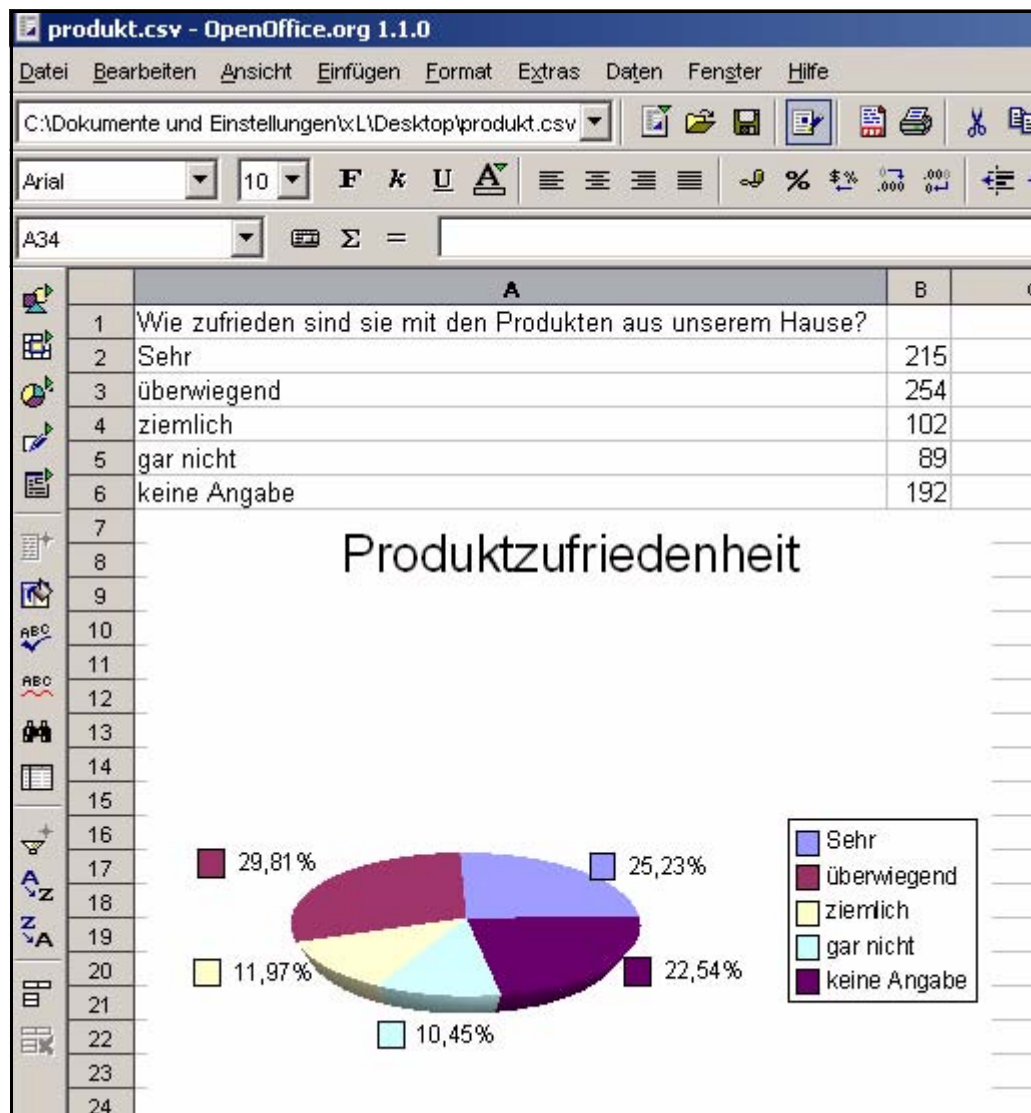 produkt.csv - OpenOffice.org 1.1.0
Datei Bearbeiten Ansicht Einfügen Format Extras Daten Fenster Hilfe
C:\Dokumente und Einstellungen\xL\Desktop\produkt.csv
Arial 10 F k U A
A34 Σ =
A B
1 Wie zufrieden sind sie mit den Produkten aus unserem Hause?
2 Sehr 215
3 überwiegend 254
4 ziemlich 102
5 gar nicht 89
6 keine Angabe 192
7
8
9
10
11
12
13
14
15
16
17
18
19
20
21
22
23
24
Produktzufriedenheit
29,81%
25,23%
11,97%
22,54%
10,45%
Sehr
überwiegend
ziemlich
gar nicht
keine Angabe